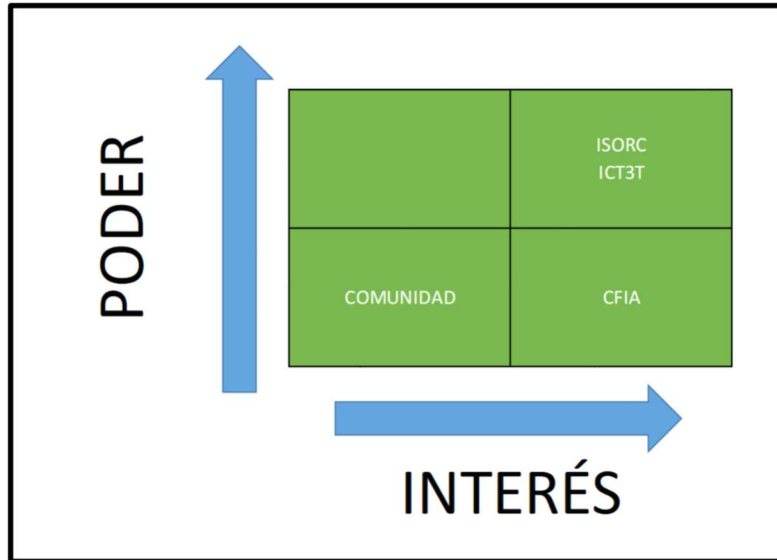 PODER
ISORC
ICT3T
COMUNIDAD
CFIA
INTERÉS